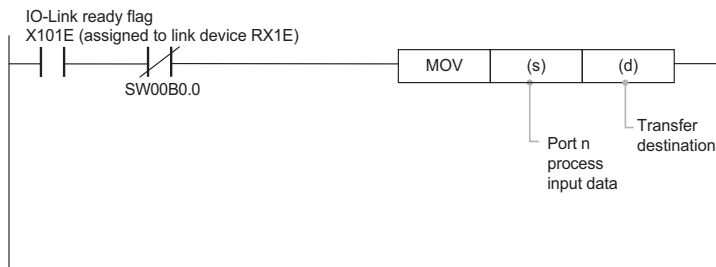 IO-Link ready flag
X101E (assigned to link device RX1E)
SW00B0.0
MOV (s) (d)
Port n
process
input data
Transfer
destination